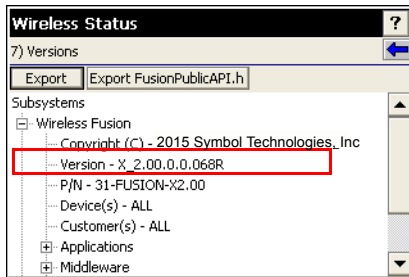 Wireless Status ?
7) Versions
Export Export FusionPublicAPI.h
Subsystems
Wireless Fusion
Copyright (C) - 2015 Symbol Technologies, Inc
Version - X_2.00.0.0.068R
P/N - 31-FUSION-X2.00
Device(s) - ALL
Customer(s) - ALL
Applications
Middleware